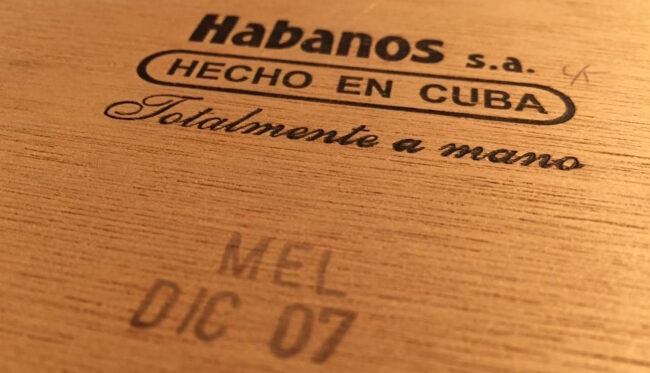 Habanos s.a.
HECHO EN CUBA
Totalmente a mano
MEL
DIC 07